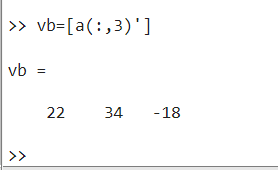 >> vb=[a(:,3)']
vb =
22 34 -18
>>